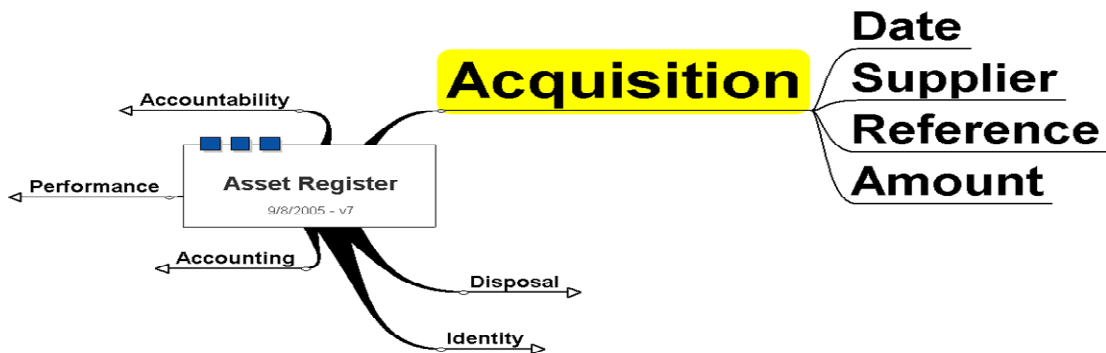 Acquisition
Date
Supplier
Reference
Amount
Accountability
Performance
Asset Register
9/8/2005 - v7
Accounting
Disposal
Identity